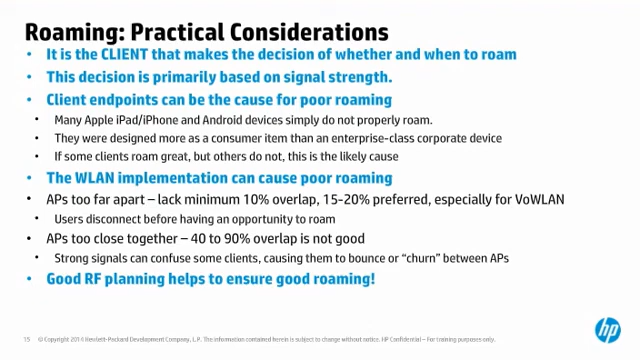 Roaming: Practical Considerations
• It is the CLIENT that makes the decision of whether and when to roam
• This decision is primarily based on signal strength.
• Client endpoints can be the cause for poor roaming
• Many Apple iPad/iPhone and Android devices simply do not properly roam.
• They were designed more as a consumer item than an enterprise-class corporate device
• If some clients roam great, but others do not, this is the likely cause
• The WLAN implementation can cause poor roaming
• APs too far apart – lack minimum 10% overlap, 15-20% preferred, especially for VoWLAN
• Users disconnect before having an opportunity to roam
• APs too close together – 40 to 90% overlap is not good
• Strong signals can confuse some clients, causing them to bounce or “churn” between APs
• Good RF planning helps to ensure good roaming!
15 © Copyright 2014 Hewlett-Packard Development Company, L.P. The information contained herein is subject to change without notice. HP Confidential – For training purposes only.
hp